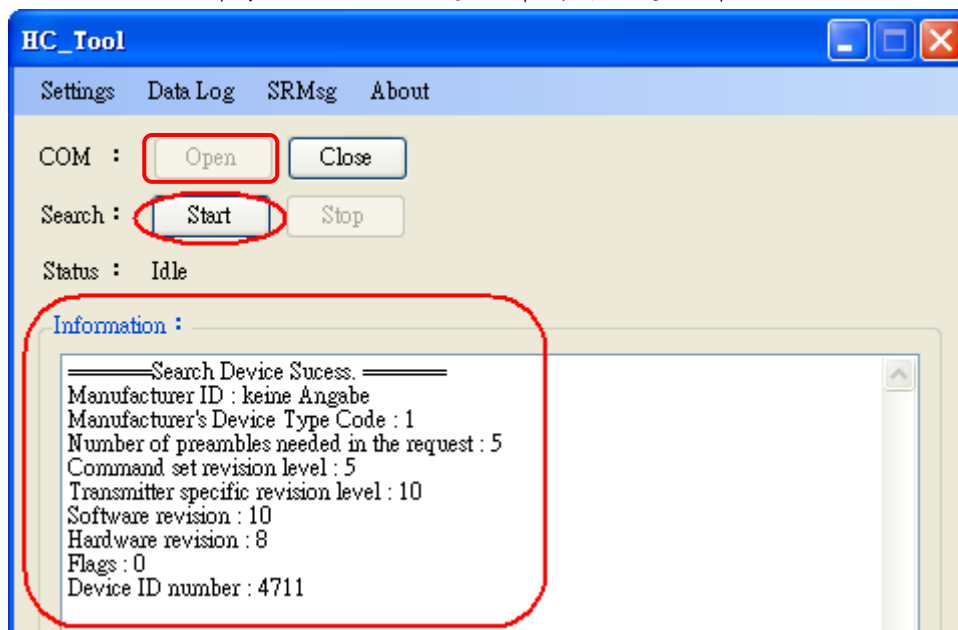 HC_Tool
Settings Data Log SRMsg About
COM : Open Close
Search : Start Stop
Status : Idle
Information :
══════Search Device Sucess. ══════
Manufacturer ID : keine Angabe
Manufacturer's Device Type Code : 1
Number of preambles needed in the request : 5
Command set revision level : 5
Transmitter specific revision level : 10
Software revision : 10
Hardware revision : 8
Flags : 0
Device ID number : 4711